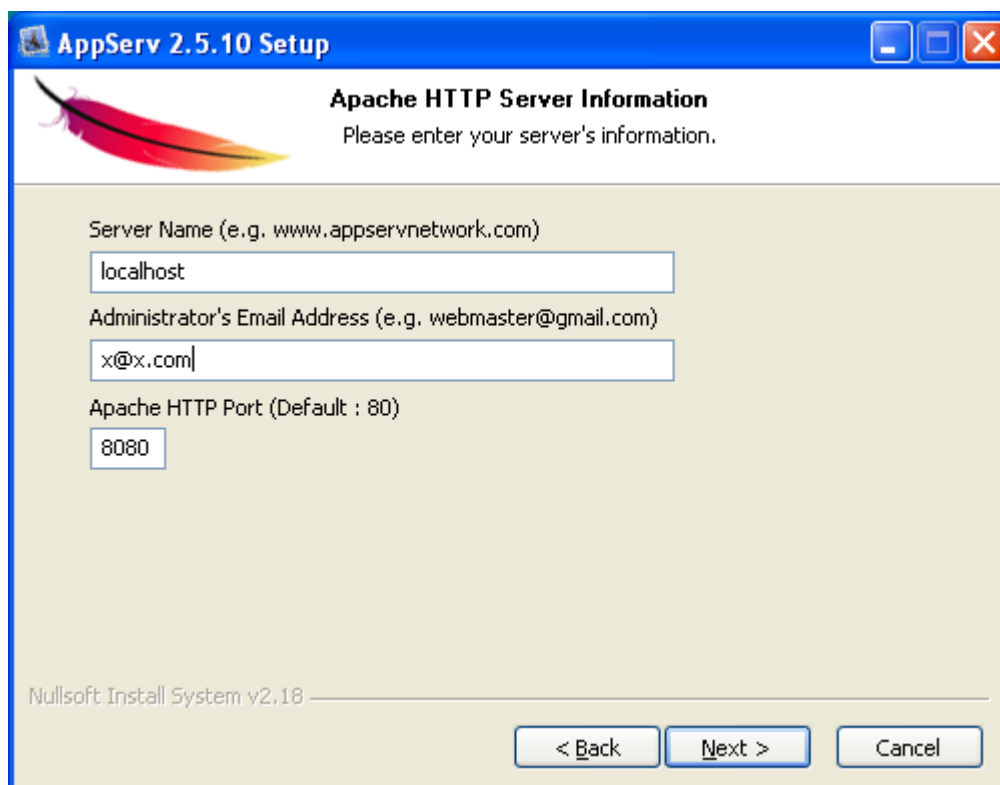 AppServ 2.5.10 Setup
Apache HTTP Server Information
Please enter your server's information.
Server Name (e.g. www.appservnetwork.com)
localhost
Administrator's Email Address (e.g. webmaster@gmail.com)
x@x.com
Apache HTTP Port (Default : 80)
8080
Nullsoft Install System v2.18
< Back Next > Cancel